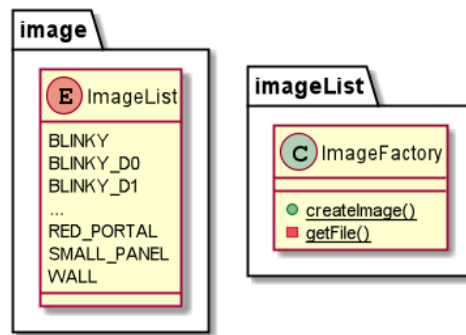 image
E ImageList
BLINKY
BLINKY_D0
BLINKY_D1
...
RED_PORTAL
SMALL_PANEL
WALL
imageList
C ImageFactory
createImage()
getFile()